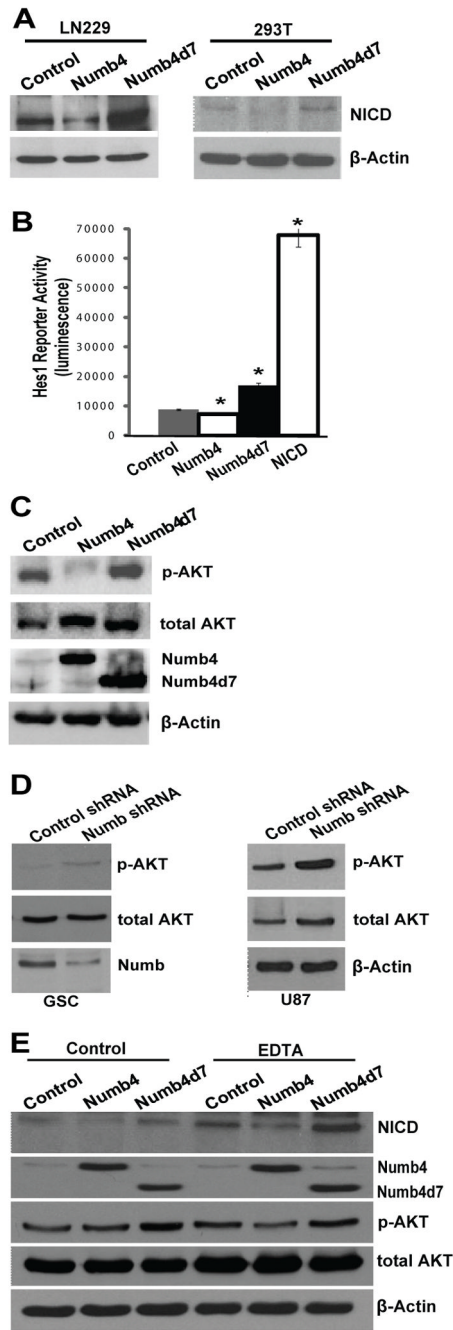 A
LN229
293T
Control
Numb4
Numb4d7
Control
Numb4
Numb4d7
NICD
β-Actin
B
Hes1 Reporter Activity
(luminescence)
70000
60000
50000
40000
30000
20000
10000
0
*
*
*
Control
Numb4
Numb4d7
NICD
C
Control
Numb4
Numb4d7
p-AKT
total AKT
Numb4
Numb4d7
β-Actin
D
Control shRNA
Numb shRNA
Control shRNA
Numb shRNA
p-AKT
p-AKT
total AKT
total AKT
Numb
β-Actin
GSC
U87
E
Control
EDTA
Control
Numb4
Numb4d7
Control
Numb4
Numb4d7
NICD
Numb4
Numb4d7
p-AKT
total AKT
β-Actin